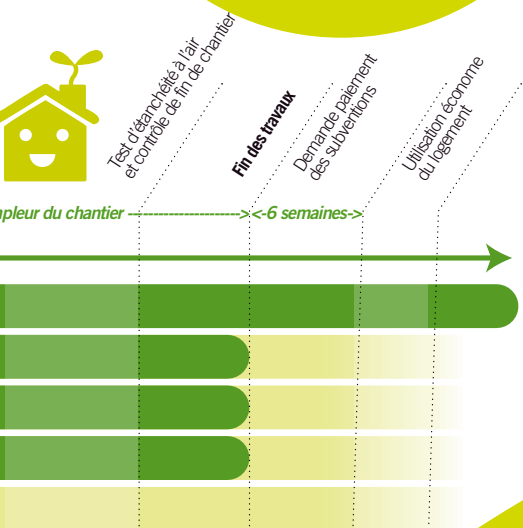 Test d'étanchéité à l'air
et contrôle de fin de chantier
Fin des travaux
Demande paiement
des subventions
Utilisation économe
du logement
du chantier ----------------------> <-6 semaines->